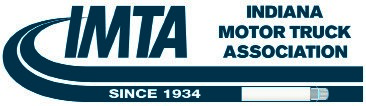 IMTA
INDIANA
MOTOR TRUCK
ASSOCIATION
SINCE 1934